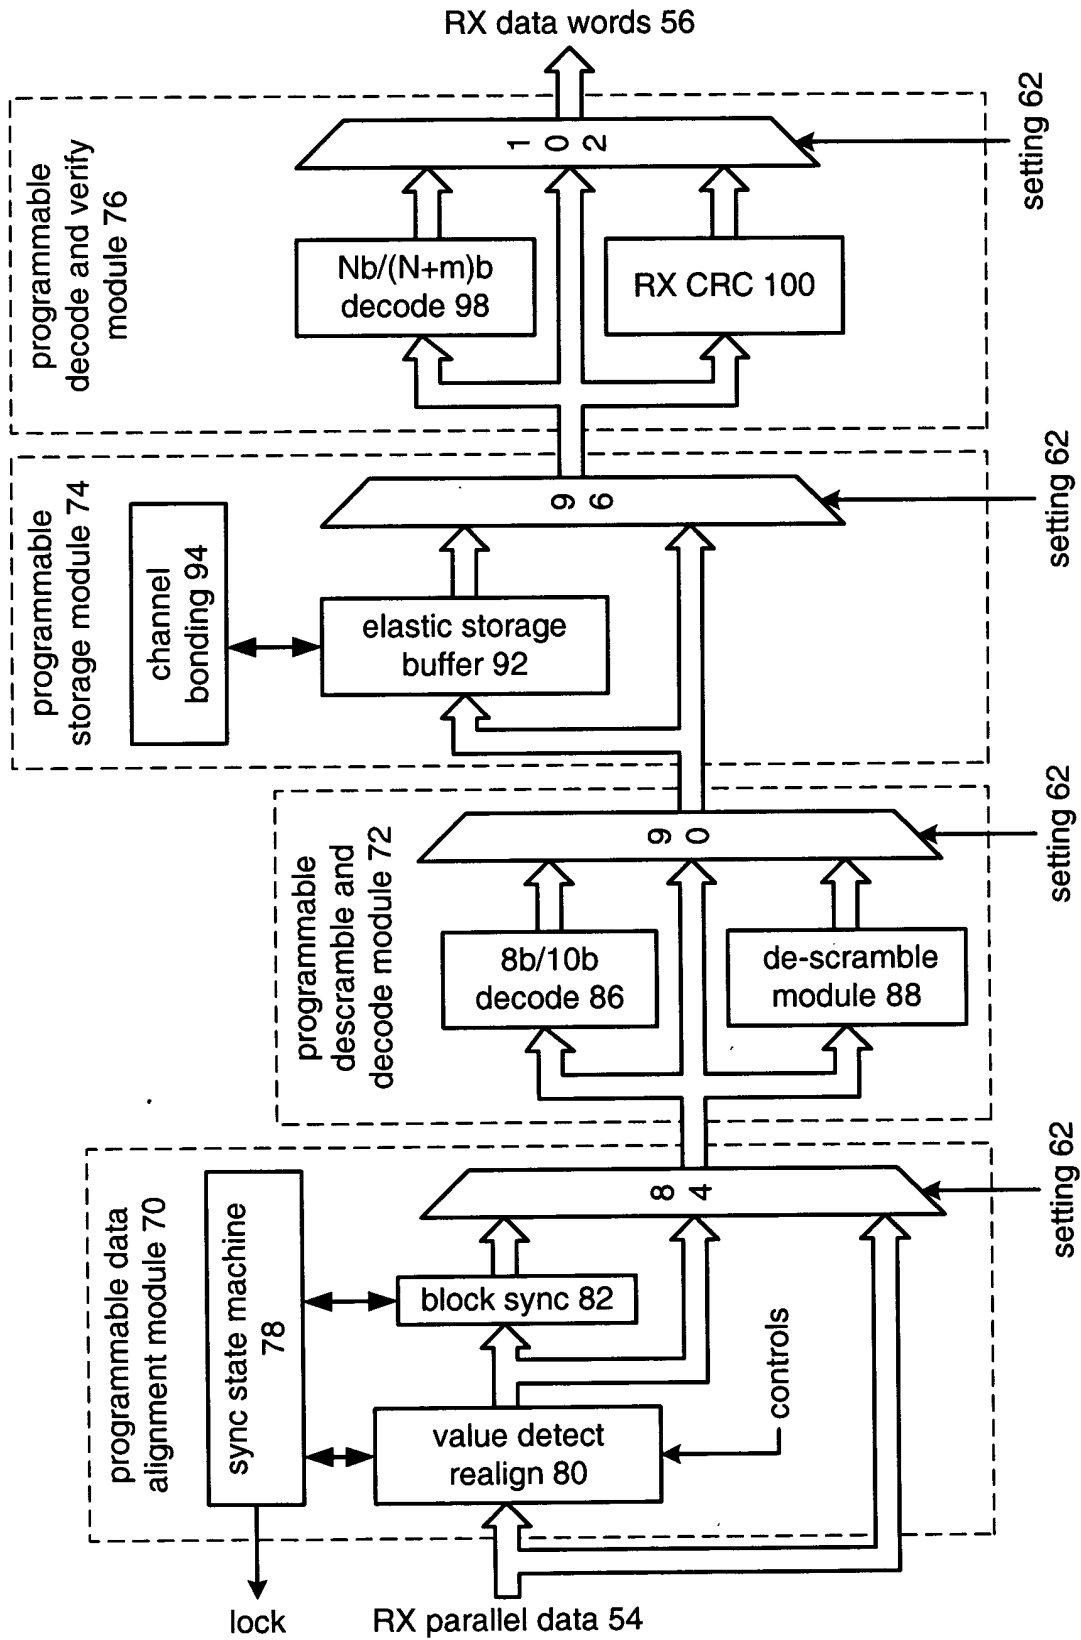 RX data words 56
programmable
decode and verify
module 76
1 0 2
setting 62
Nb/(N+m)b
decode 98
RX CRC 100
programmable
storage module 74
channel
bonding 94
9 6
setting 62
elastic storage
buffer 92
programmable
descramble and
decode module 72
9 0
setting 62
8b/10b
decode 86
de-scramble
module 88
programmable data
alignment module 70
sync state machine
78
8 4
setting 62
block sync 82
value detect
realign 80
controls
lock
RX parallel data 54